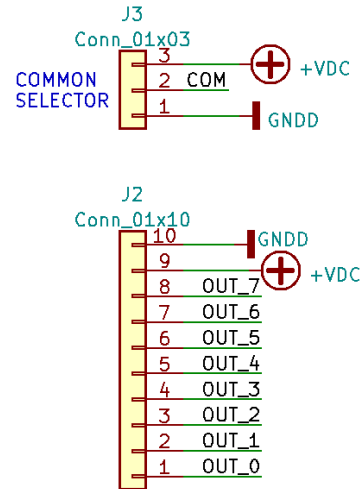 J3
Conn_01x03
COMMON
SELECTOR
3
+VDC
2 COM
1
GNDD
J2
Conn_01x10
10
GNDD
9
+VDC
8 OUT_7
7 OUT_6
6 OUT_5
5 OUT_4
4 OUT_3
3 OUT_2
2 OUT_1
1 OUT_0